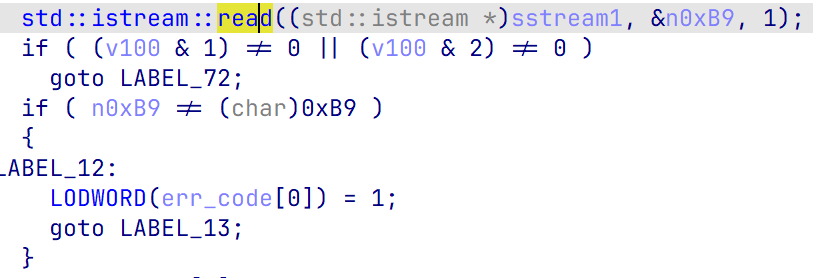 std::istream::read((std::istream *)sstream1, &n0xB9, 1);
if ( (v100 & 1) ≠ 0 || (v100 & 2) ≠ 0 )
goto LABEL_72;
if ( n0xB9 ≠ (char)0xB9 )
{
LABEL_12:
LODWORD(err_code[0]) = 1;
goto LABEL_13;
}